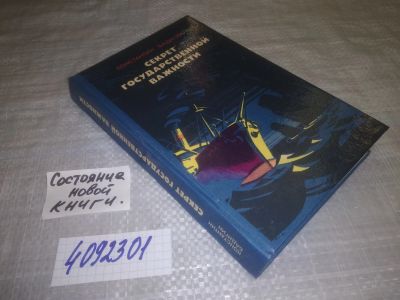 СЕКРЕТ
ГОСУДАРСТВЕННОЙ
ВАЖНОСТИ
СЕКРЕТ ГОСУДАРСТВЕННОЙ ВАЖНОСТИ
Состояние
новой
книги.
4092301